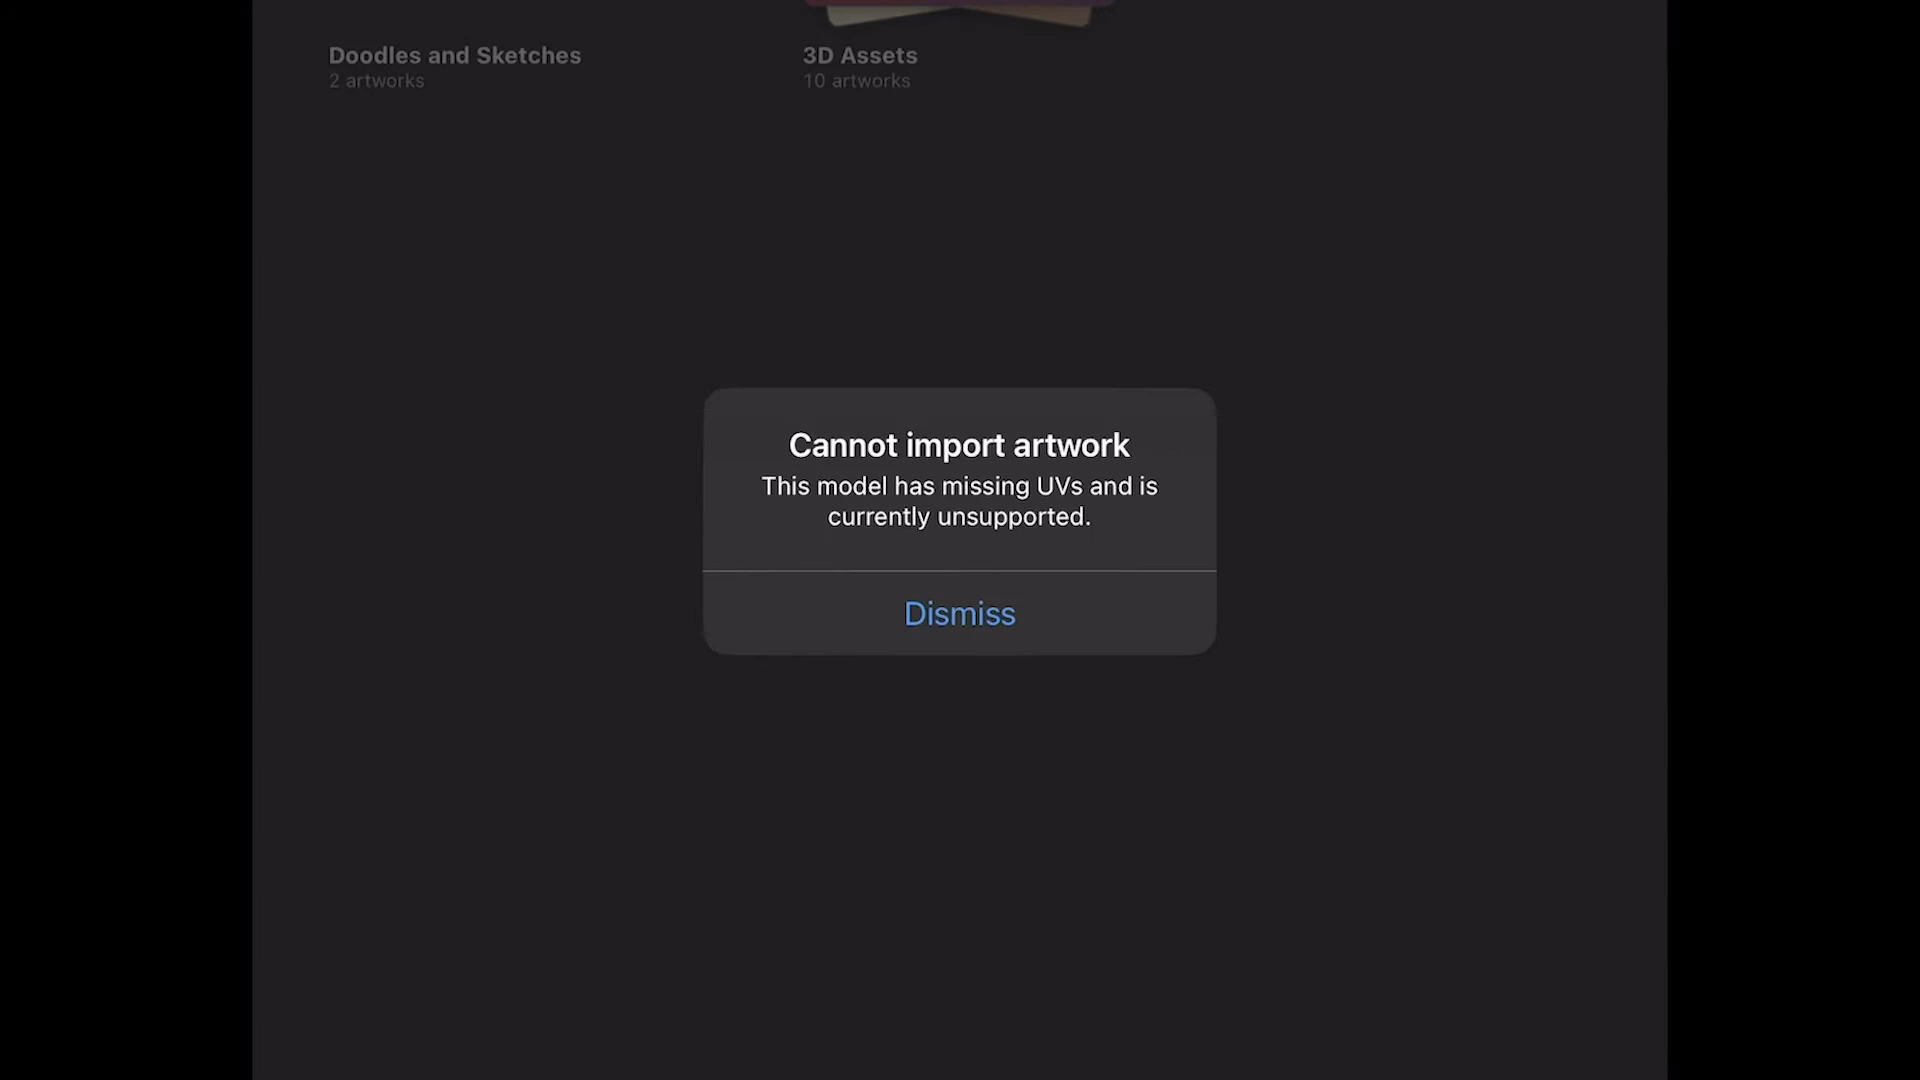 Doodles and Sketches
2 artworks
3D Assets
10 artworks
Cannot import artwork
This model has missing UVs and is
currently unsupported.
Dismiss